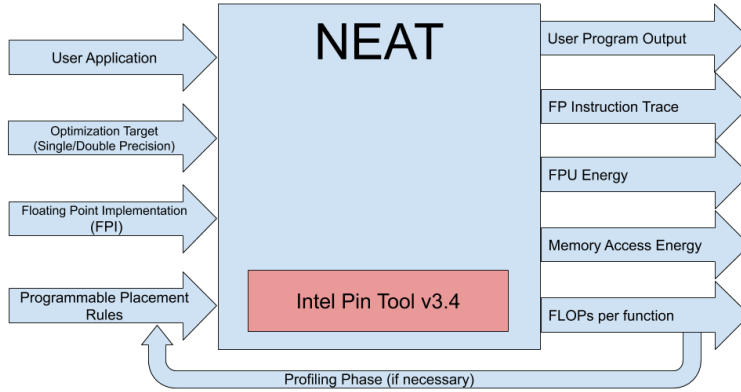 NEAT
User Application
Optimization Target
(Single/Double Precision)
Floating Point Implementation
(FPI)
Programmable Placement
Rules
Intel Pin Tool v3.4
User Program Output
FP Instruction Trace
FPU Energy
Memory Access Energy
FLOPs per function
Profiling Phase (if necessary)